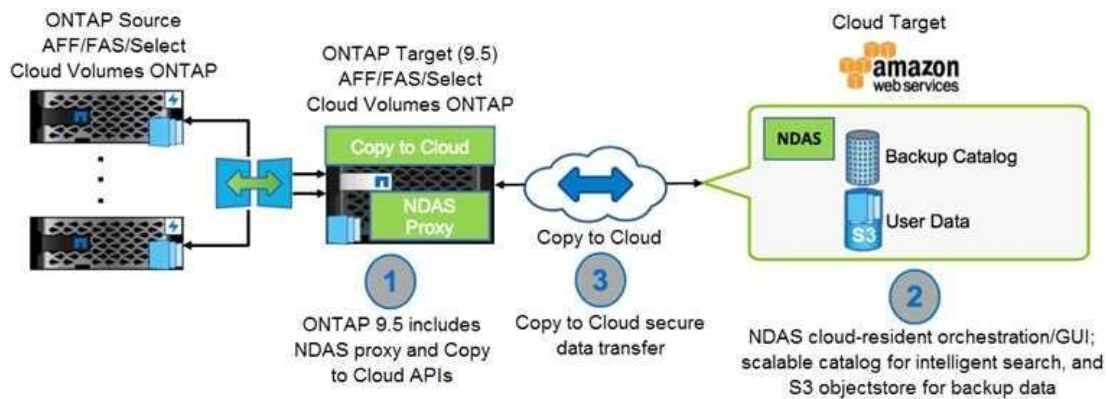 ONTAP Source
AFF/FAS/Select
Cloud Volumes ONTAP
ONTAP Target (9.5)
AFF/FAS/Select
Cloud Volumes ONTAP
Copy to Cloud
NDAS
Proxy
1
ONTAP 9.5 includes
NDAS proxy and Copy
to Cloud APIs
Copy to Cloud
3
Copy to Cloud secure
data transfer
Cloud Target
amazon
web services
NDAS
Backup Catalog
S3
User Data
2
NDAS cloud-resident orchestration/GUI;
scalable catalog for intelligent search, and
S3 objectstore for backup data